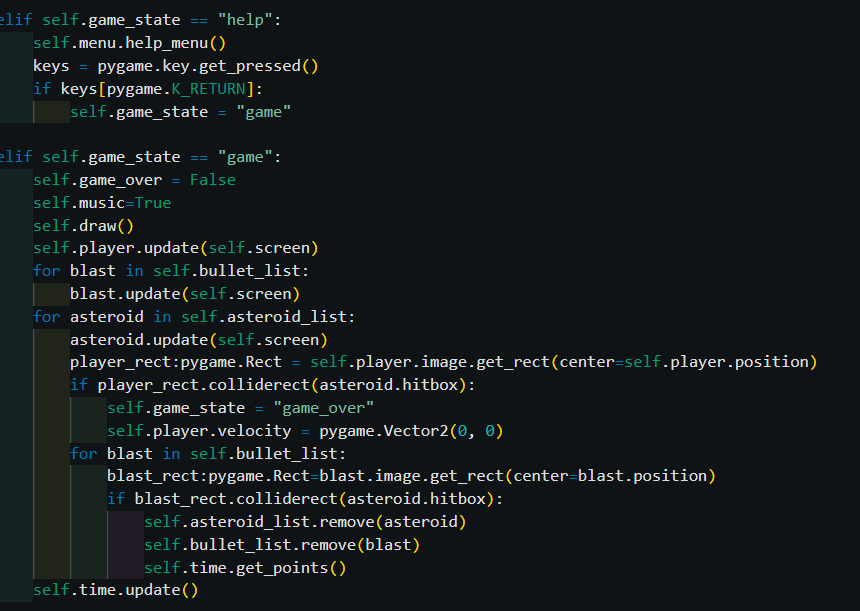 elif self.game_state == "help":
    self.menu.help_menu()
    keys = pygame.key.get_pressed()
    if keys[pygame.K_RETURN]:
        self.game_state = "game"

elif self.game_state == "game":
    self.game_over = False
    self.music=True
    self.draw()
    self.player.update(self.screen)
    for blast in self.bullet_list:
        blast.update(self.screen)
    for asteroid in self.asteroid_list:
        asteroid.update(self.screen)
        player_rect:pygame.Rect = self.player.image.get_rect(center=self.player.position)
        if player_rect.colliderect(asteroid.hitbox):
            self.game_state = "game_over"
            self.player.velocity = pygame.Vector2(0, 0)
        for blast in self.bullet_list:
            blast_rect:pygame.Rect=blast.image.get_rect(center=blast.position)
            if blast_rect.colliderect(asteroid.hitbox):
                self.asteroid_list.remove(asteroid)
                self.bullet_list.remove(blast)
                self.time.get_points()
    self.time.update()